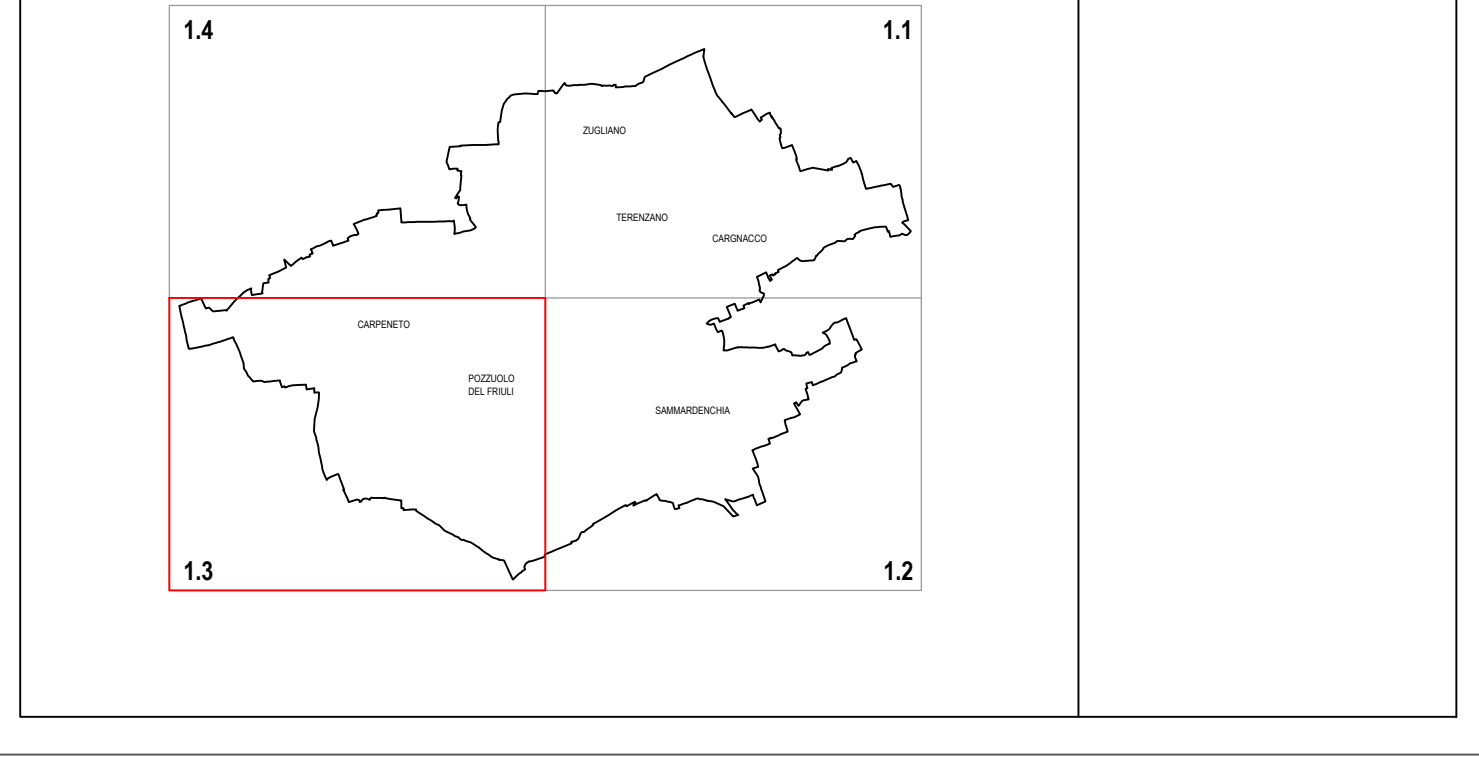 1.4
1.1
ZUGLIANO
TERENZANO
CARGNACCO
CARPENETO
POZZUOLO
DEL FRIULI
SAMMARDENCHIA
1.3
1.2